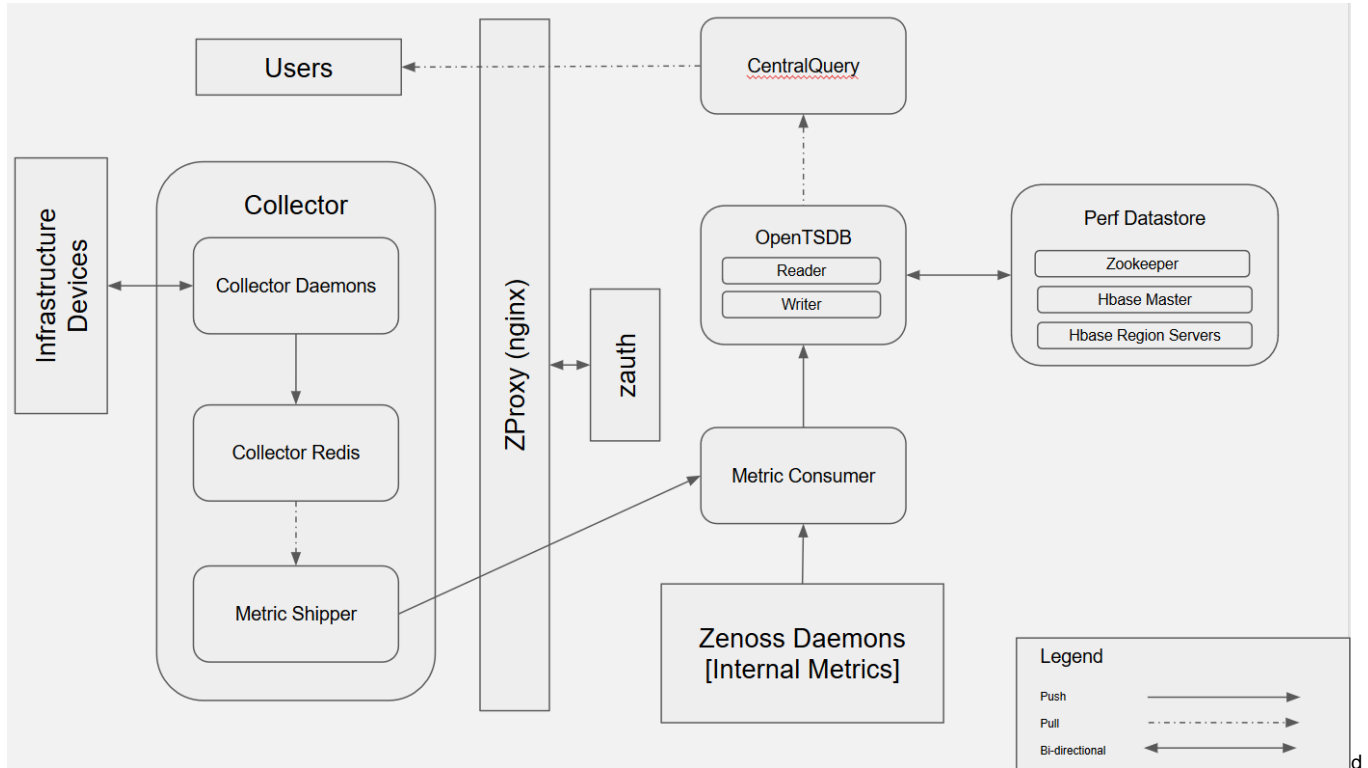 Users
CentralQuery
Infrastructure
Devices
Collector
Collector Daemons
Collector Redis
Metric Shipper
ZProxy (nginx)
zauth
OpenTSDB
Reader
Writer
Perf Datastore
Zookeeper
Hbase Master
Hbase Region Servers
Metric Consumer
Zenoss Daemons
[Internal Metrics]
Legend
Push
Pull
Bi-directional
d